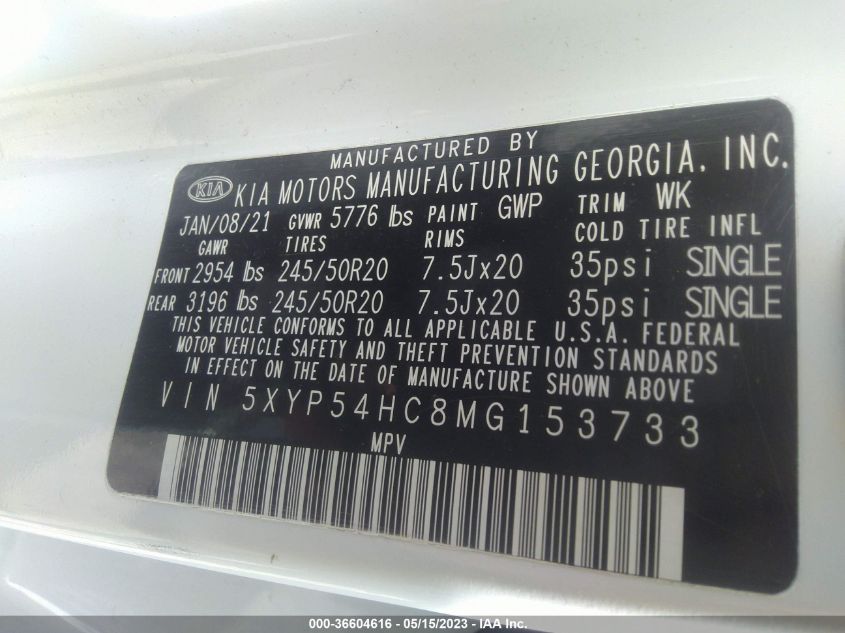 MANUFACTURED BY
KIA KIA MOTORS MANUFACTURING GEORGIA, INC.
JAN/08/21 GVWR 5776 lbs PAINT GWP TRIM WK
GAWR TIRES RIMS COLD TIRE INFL
FRONT 2954 lbs 245/50R20 7.5Jx20 35psi SINGLE
REAR 3196 lbs 245/50R20 7.5Jx20 35psi SINGLE
THIS VEHICLE CONFORMS TO ALL APPLICABLE U.S.A. FEDERAL
MOTOR VEHICLE SAFETY AND THEFT PREVENTION STANDARDS
IN EFFECT ON THE DATE OF MANUFACTURE SHOWN ABOVE
VIN 5XYP54HC8MG153733
MPV
000-36604616 - 05/15/2023 - IAA Inc.